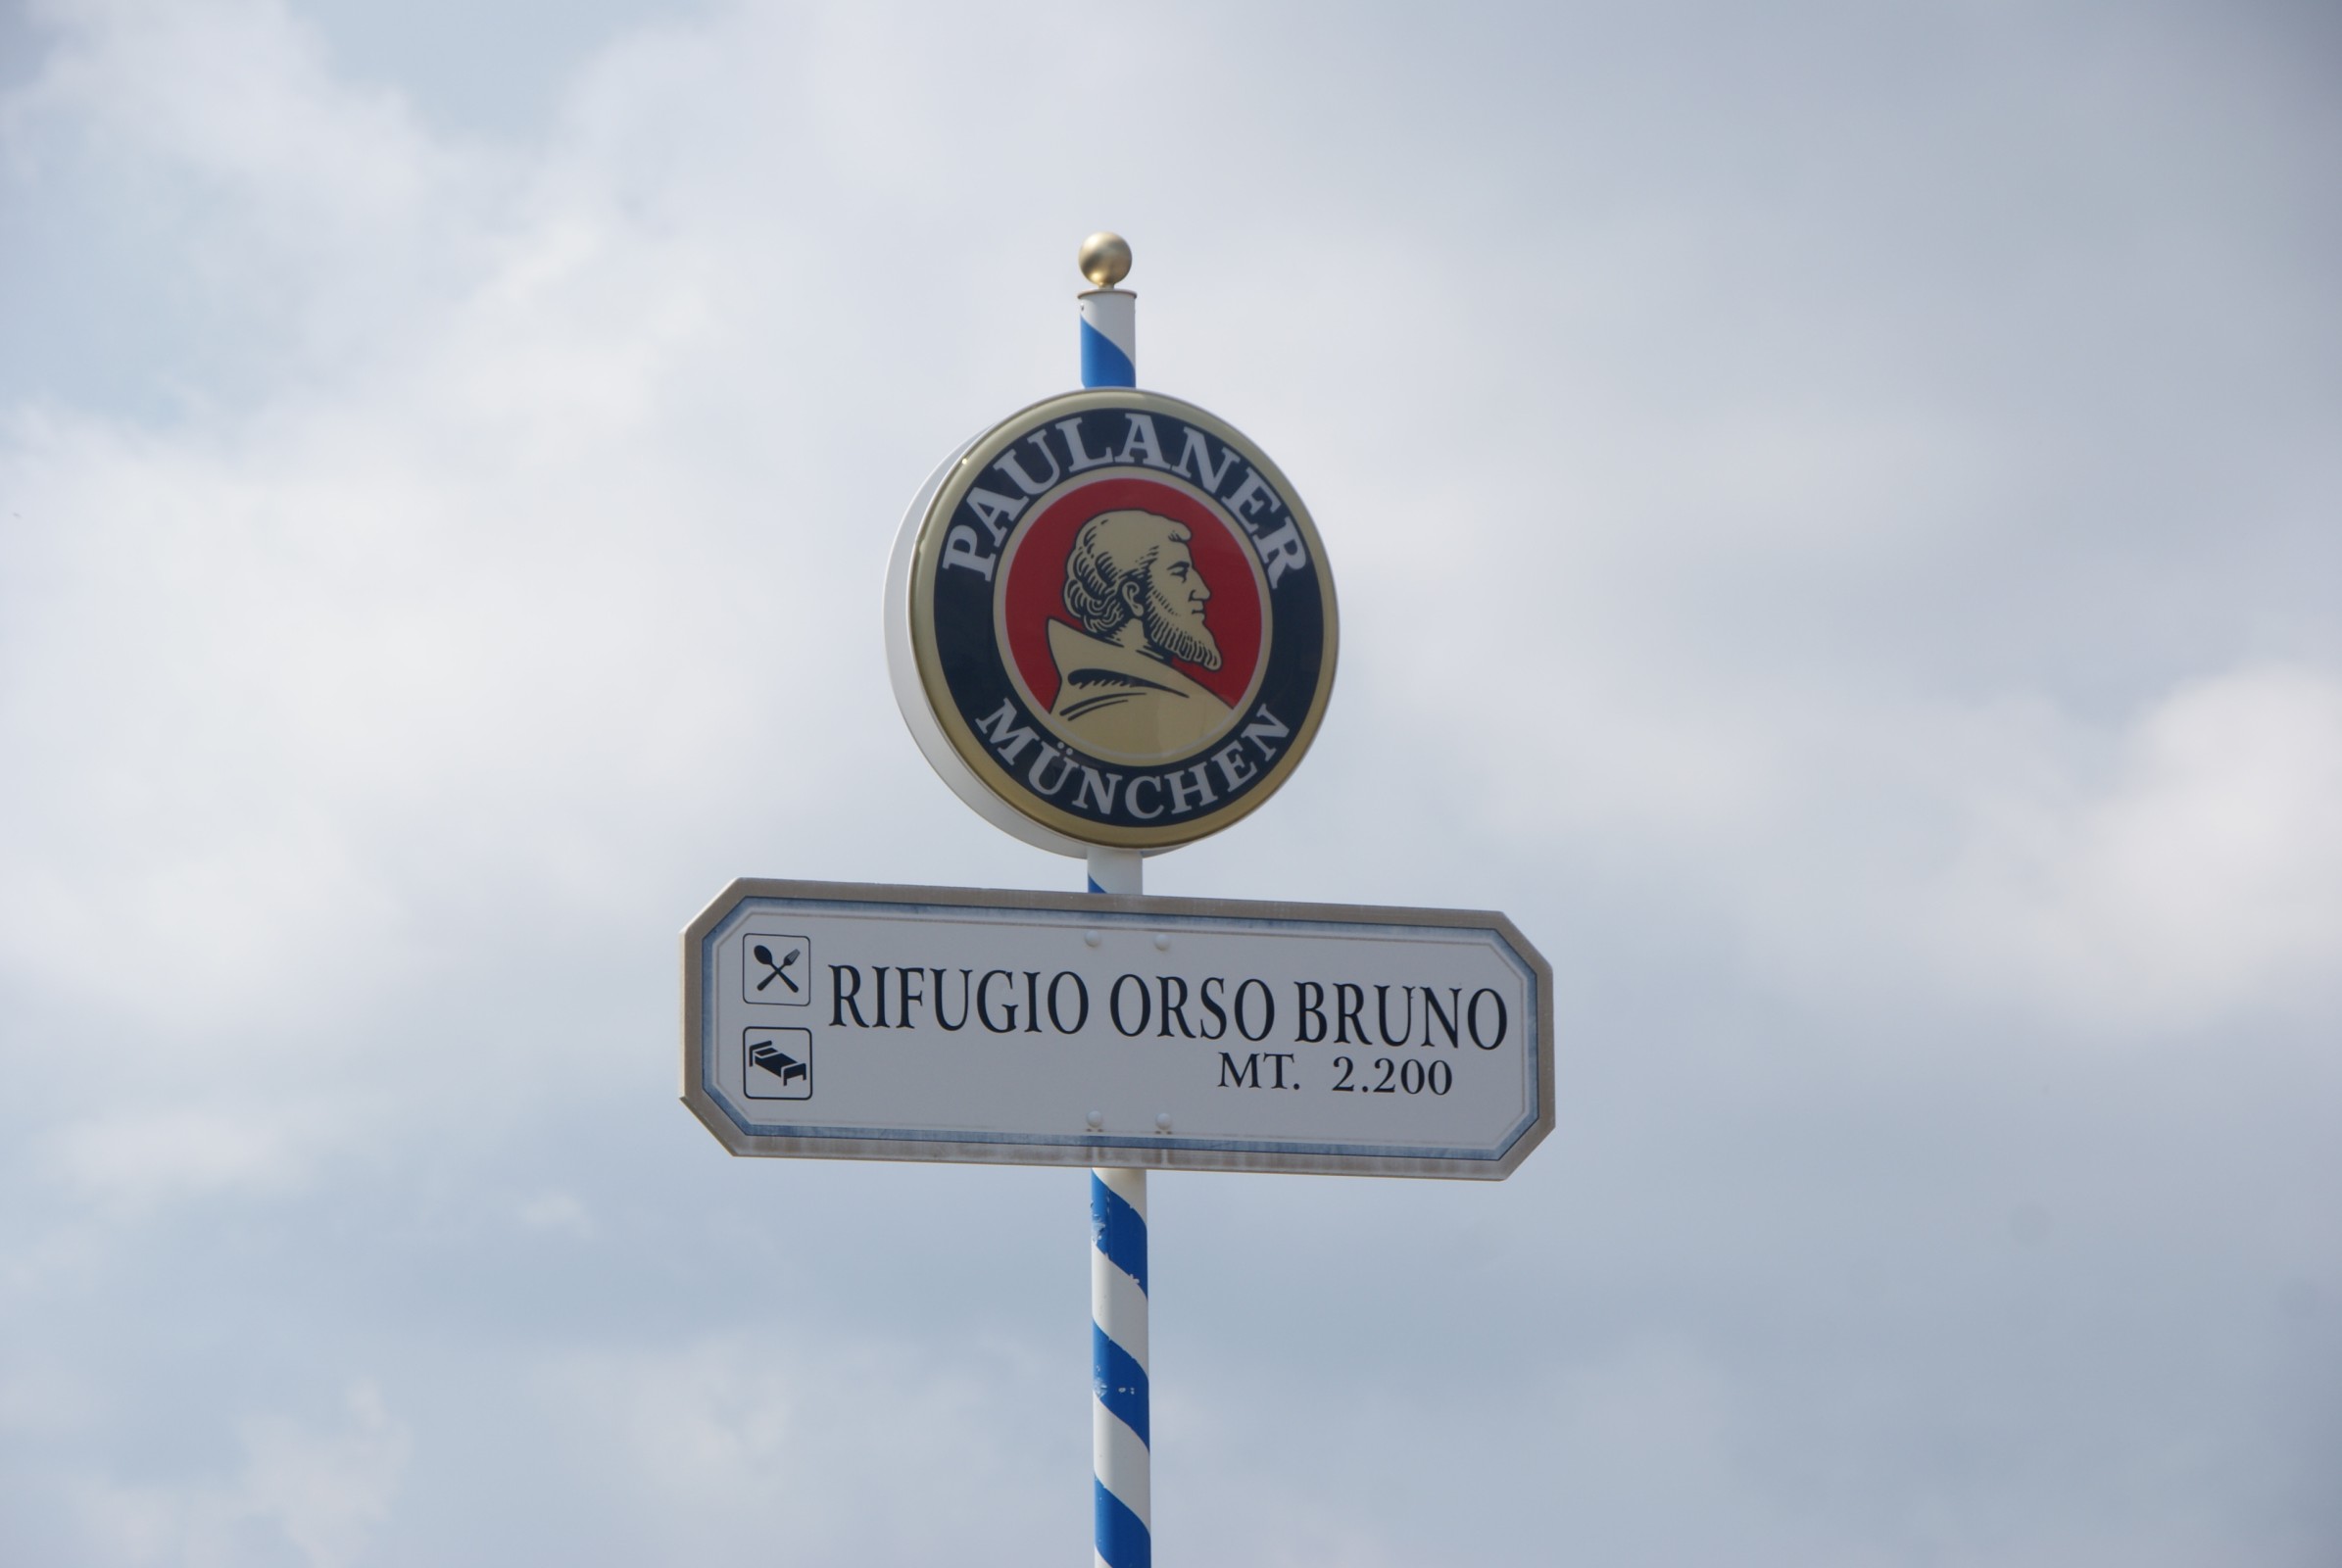 PAULANER
MÜNCHEN
RIFUGIO ORSO BRUNO
MT. 2.200